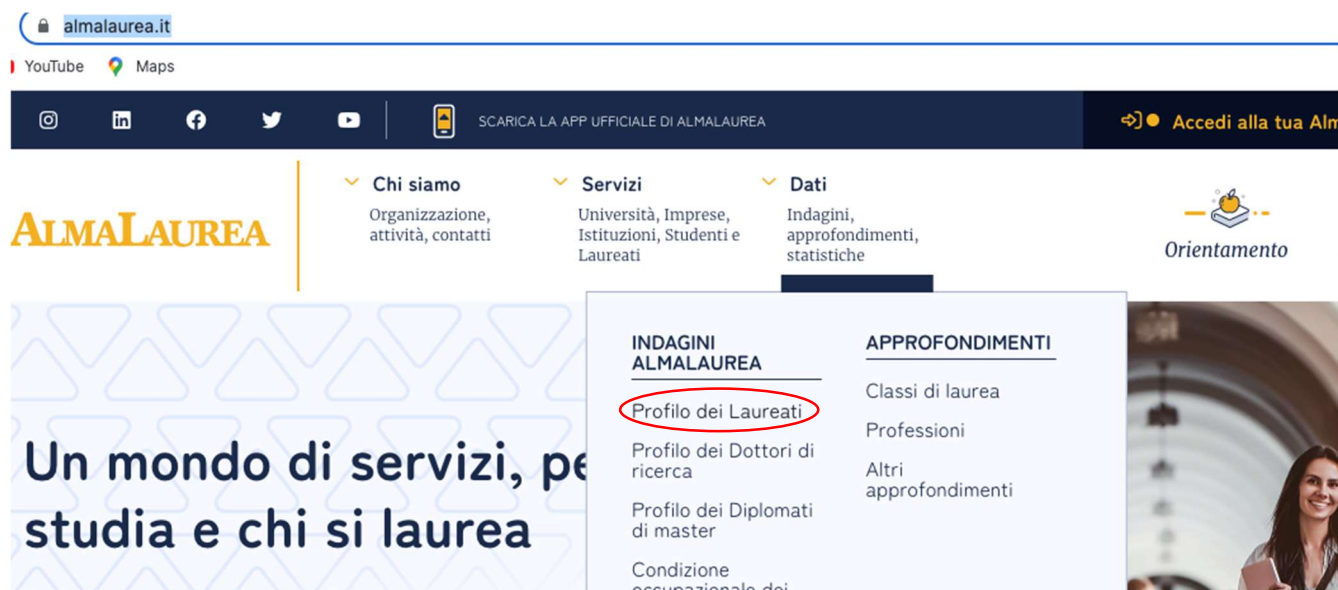 almalaurea.it
YouTube Maps
SCARICA LA APP UFFICIALE DI ALMALAUREA
Accedi alla tua
ALMALAUREA
Chi siamo
Organizzazione,
attività, contatti
Servizi
Università, Imprese,
Istituzioni, Studenti e
Laureati
Dati
Indagini,
approfondimenti,
statistiche
Orientamento
Un mondo di servizi,
studia e chi si laurea
INDAGINI
ALMALAUREA
Profilo dei Laureati
Profilo dei Dottori di
ricerca
Profilo dei Diplomati
di master
Condizione
occupazionale dei
APPROFONDIMENTI
Classi di laurea
Professioni
Altri
approfondimenti